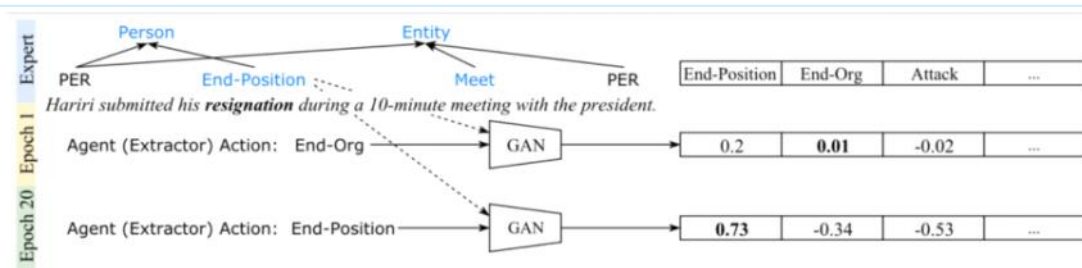 Expert
Person Entity
PER End-Position Meet PER
End-Position End-Org Attack ...
Hariri submitted his resignation during a 10-minute meeting with the president.
Epoch 1
Agent (Extractor) Action: End-Org GAN 0.2 0.01 -0.02 ...
Epoch 20
Agent (Extractor) Action: End-Position GAN 0.73 -0.34 -0.53 ...